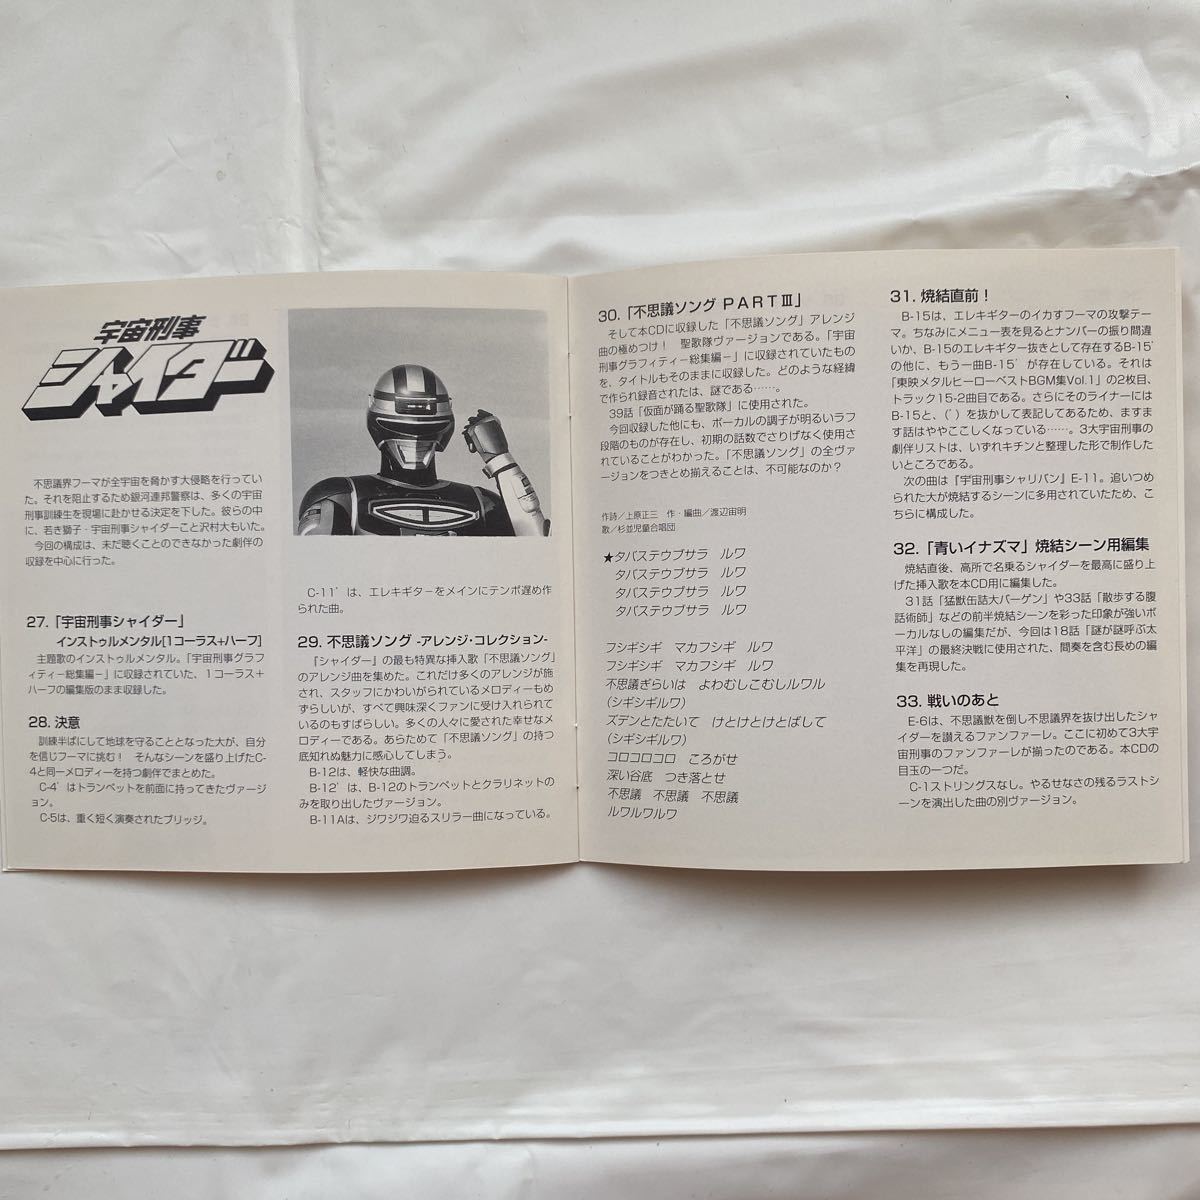 宇宙刑事
シャイダー
不思議界フーマが全宇宙を脅かす大侵略を行ってい
た。それを阻止するため銀河連邦警察は、多くの宇宙
刑事訓練生を現場に赴かせる決定を下した。彼らの中
に、若き獅子・宇宙刑事シャイダーこと沢村大もいた。
今回の構成は、未だ聴くことのできなかった劇伴の
収録を中心に行った。
27.「宇宙刑事シャイダー」
インストゥルメンタル[1コーラス+ハーフ]
主題歌のインストゥルメンタル。「宇宙刑事グラフ
ィティー総集編−」に収録されていた、1コーラス+
ハーフの編集版のまま収録した。
28. 決意
訓練半ばにして地球を守ることとなった大が、自分
を信じフーマに挑む! そんなシーンを盛り上げたC-
4と同一メロディーを持つ劇伴でまとめた。
C-4'はトランペットを前面に持ってきたヴァージ
ョン。
C-5は、重く短く演奏されたブリッジ。
C-11'は、エレキギターをメインにテンポ遅め作
られた曲。
29. 不思議ソング -アレンジ・コレクション-
『シャイダー』の最も特異な挿入歌「不思議ソング」
のアレンジ曲を集めた。これだけ多くのアレンジが施
され、スタッフにかわいがられているメロディーもめ
ずらしいが、すべて興味深くファンに受け入れられて
いるのもすばらしい。多くの人々に愛された幸せなメ
ロディーである。あらためて「不思議ソング」の持つ
底知れぬ魅力に感心してしまう。
B-12は、軽快な曲調。
B-12'は、B-12のトランペットとクラリネットの
みを取り出したヴァージョン。
B-11Aは、ジワジワ迫るスリラー曲になっている。
30.「不思議ソング PARTⅢ」
そして本CDに収録した「不思議ソング」アレンジ
曲の極めつけ! 聖歌隊ヴァージョンである。「宇宙
刑事グラフィティー総集編−」に収録されていたもの
を、タイトルもそのままに収録した。どのような経緯
で作られ録音されたは、謎である……。
39話「仮面が踊る聖歌隊」に使用された。
今回収録した他にも、ボーカルの調子が明るいラフ
段階のものが存在し、初期の話数でさりげなく使用さ
れていることがわかった。「不思議ソング」の全ヴァ
ージョンをつきとめ揃えることは、不可能なのか?
作詩/上原正三 作・編曲/渡辺宙明
歌/杉並児童合唱団
★タバステウブサラ ルワ
タバステウブサラ ルワ
タバステウブサラ ルワ
タバステウブサラ ルワ
フシギシギ マカフシギ ルワ
フシギシギ マカフシギ ルワ
不思議ぎらいは よわむしこむしルワル
(シギシギルワ)
ズデンとたたいて けとけとけとばして
(シギシギルワ)
コロコロコロ ころがせ
深い谷底 つき落とせ
不思議 不思議 不思議
ルワルワルワ
31. 焼結直前!
B-15は、エレキギターのイカすフーマの攻撃テー
マ。ちなみにメニュー表を見るとナンバーの振り間違
いか、B-15のエレキギター抜きとして存在するB-15'
の他に、もう一曲B-15'が存在している。それは
「東映メタルヒーローベストBGM集Vol.1」の2枚目、
トラック15-2曲目である。さらにそのライナーには
B-15と、(')を抜かして表記してあるため、ますま
す話はややこしくなっている……。3大宇宙刑事の
劇伴リストは、いずれキチンと整理した形で制作した
いところである。
次の曲は『宇宙刑事シャリバン』E-11。追いつめ
られた大が焼結するシーンに多用されていたため、こ
ちらに構成した。
32.「青いイナズマ」焼結シーン用編集
焼結直後、高所で名乗るシャイダーを最高に盛り上
げた挿入歌を本CD用に編集した。
31話「猛獣缶詰大バーゲン」や33話「散歩する腹
話術師」などの前半焼結シーンを彩った印象が強いボ
ーカルなしの編集だが、今回は18話「謎が謎呼ぶ太
平洋」の最終決戦に使用された、間奏を含む長めの編
集を再現した。
33. 戦いのあと
E-6は、不思議獣を倒し不思議界を抜け出したシャ
イダーを讃えるファンファーレ。ここに初めて3大宇
宙刑事のファンファーレが揃ったのである。本CDの
目玉の一つだ。
C-1ストリングスなし。やるせなさの残るラストシ
ーンを演出した曲の別ヴァージョン。